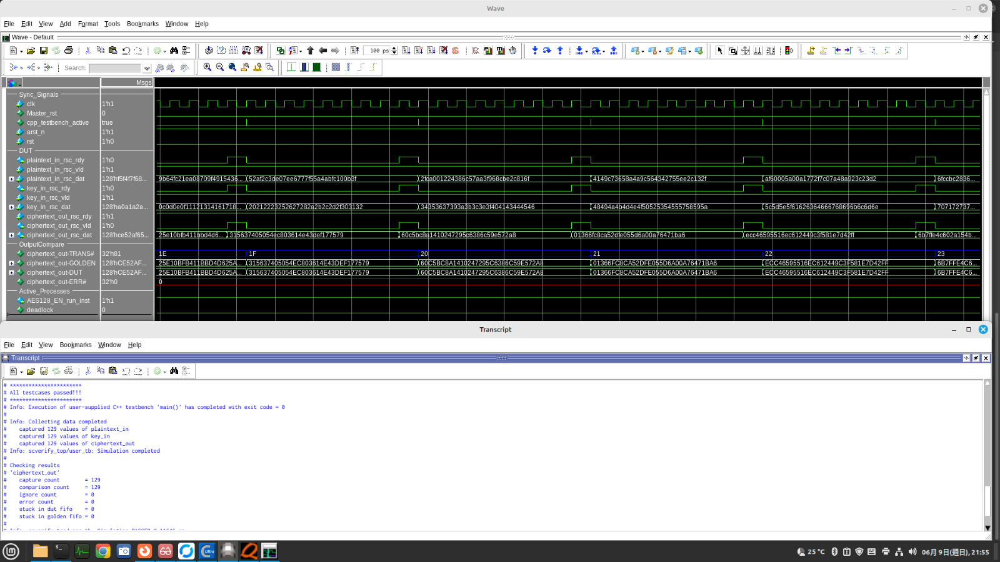 Wave
File Edit View Add Format Tools Bookmarks Window Help
Wave - Default
100 ps
Search:
Msgs
Sync_Signals
clk 1'h1
Master_rst 0
cpp_testbench_active true
arst_n 1'h1
rst 1'h0
DUT
plaintext_in_rsc_rdy 1'h0
plaintext_in_rsc_vld 1'h1
plaintext_in_rsc_dat 128'hf5f4f7f68... 9b64fc21ea08709f4915436... 52af2c3de07ee6777f55a4abfc100b3f 2fca001224386c57aa3f968cbe2c816f 4149c73658a4a9c564342755ee2c132f af60005a00a1772f7c07a48a923c23d2 6fccbc2836...
key_in_rsc_rdy 1'h0
key_in_rsc_vld 1'h1
key_in_rsc_dat 128'ha0a1a2a... 0c0d0e0f11121314161718... 20212223252627282a2b2c2d2f303132 34353637393a3b3c3e3f404143444546 48494a4b4d4e4f50525354555758595a 5c5d5e5f61626364666768696b6c6d6e 707172737...
ciphertext_out_rsc_rdy 1'h1
ciphertext_out_rsc_vld 1'h0
ciphertext_out_rsc_dat 128'hce52af65... 25e10bfb411bbd4d6... 315637405054ec803614e43def177579 60c5bc8a1410247295c6386c59e572a8 01366fc8ca52dfe055d6a00a76471ba6 ecc46595516ec612449c3f581e7d42ff 6b7ffe4c602a154b...
OutputCompare
ciphertext_out-TRANS# 32'h81 1E 1F 20 21 22 23
ciphertext_out-GOLDEN 128'HCE52AF... 25E10BFB411BBD4D625A... 315637405054EC803614E43DEF177579 60C5BC8A1410247295C6386C59E572A8 01366FC8CA52DFE055D6A00A76471BA6 ECC46595516EC612449C3F581E7D42FF 6B7FFE4C6...
ciphertext_out-DUT 128'HCE52AF... 25E10BFB411BBD4D625A... 315637405054EC803614E43DEF177579 60C5BC8A1410247295C6386C59E572A8 01366FC8CA52DFE055D6A00A76471BA6 ECC46595516EC612449C3F581E7D42FF 6B7FFE4C6...
ciphertext_out-ERR# 32'h0 0
Active_Processes
AES128_EN_run_inst 1'h1
deadlock 0
Transcript
File Edit View Bookmarks Window Help
Transcript
# ***********************
# All testcases passed!!!
# ***********************
# Info: Execution of user-supplied C++ testbench 'main()' has completed with exit code = 0
#
# Info: Collecting data completed
#    captured 129 values of plaintext_in
#    captured 129 values of key_in
#    captured 129 values of ciphertext_out
# Info: scverify_top/user_tb: Simulation completed
#
# Checking results
# 'ciphertext_out'
#    capture count        = 129
#    comparison count     = 129
#    ignore count         = 0
#    error count          = 0
#    stuck in dut fifo    = 0
#    stuck in golden fifo = 0
#
25°C 06月 9日(週日), 21:55